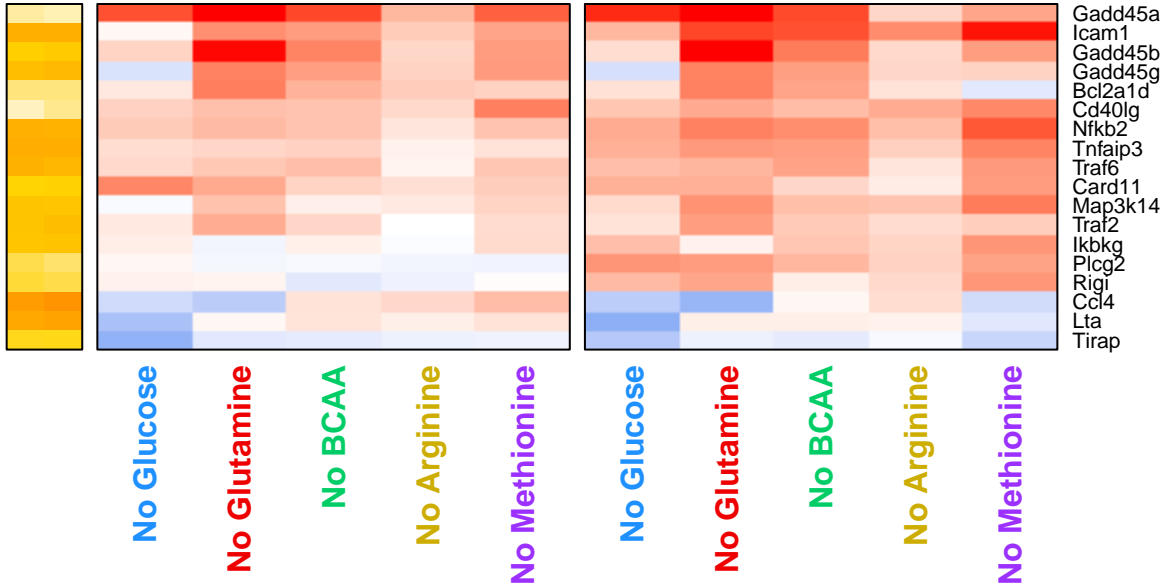 Gadd45a
Icam1
Gadd45b
Gadd45g
Bcl2a1d
Cd40lg
Nfkb2
Tnfaip3
Traf6
Card11
Map3k14
Traf2
Ikbkg
Plcg2
Rigi
Ccl4
Lta
Tirap
No Glucose
No Glutamine
No BCAA
No Arginine
No Methionine
No Glucose
No Glutamine
No BCAA
No Arginine
No Methionine